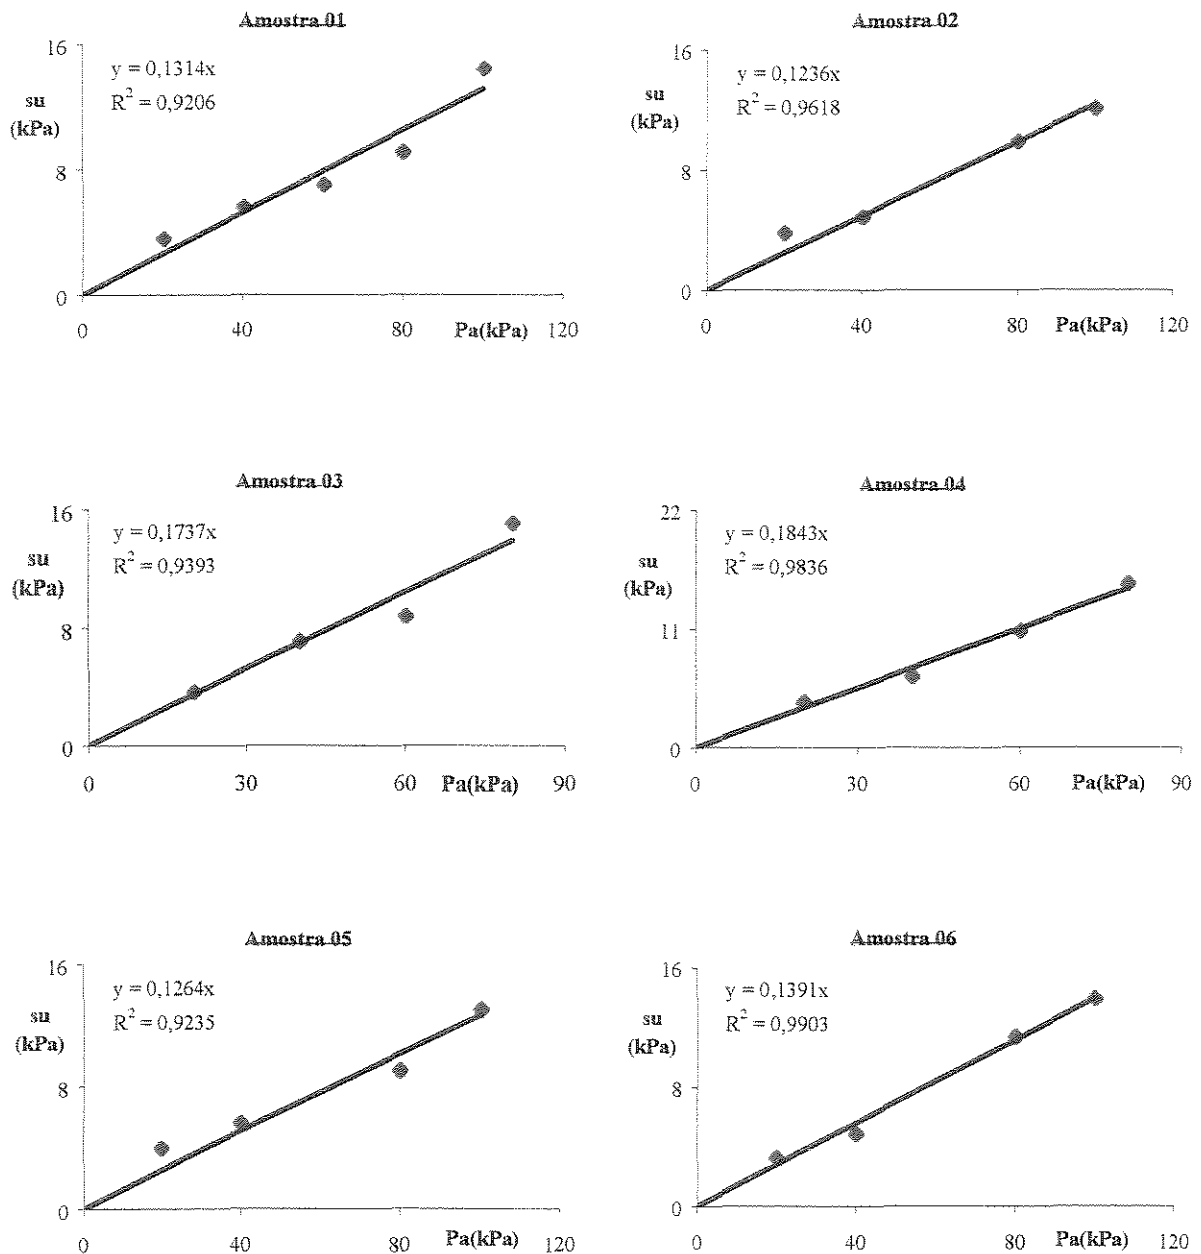 Amostra 01
16
y = 0,1314x
R² = 0,9206
su
(kPa)
8
0
0 40 80 Pa(kPa) 120
Amostra 02
16
y = 0,1236x
R² = 0,9618
su
(kPa)
8
0
0 40 80 Pa(kPa) 120
Amostra 03
16
y = 0,1737x
R² = 0,9393
su
(kPa)
8
0
0 30 60 Pa(kPa) 90
Amostra 04
22
y = 0,1843x
R² = 0,9836
su
(kPa)
11
0
0 30 60 Pa(kPa) 90
Amostra 05
16
y = 0,1264x
R² = 0,9235
su
(kPa)
8
0
0 40 80 Pa(kPa) 120
Amostra 06
16
y = 0,1391x
R² = 0,9903
su
(kPa)
8
0
0 40 80 Pa(kPa) 120